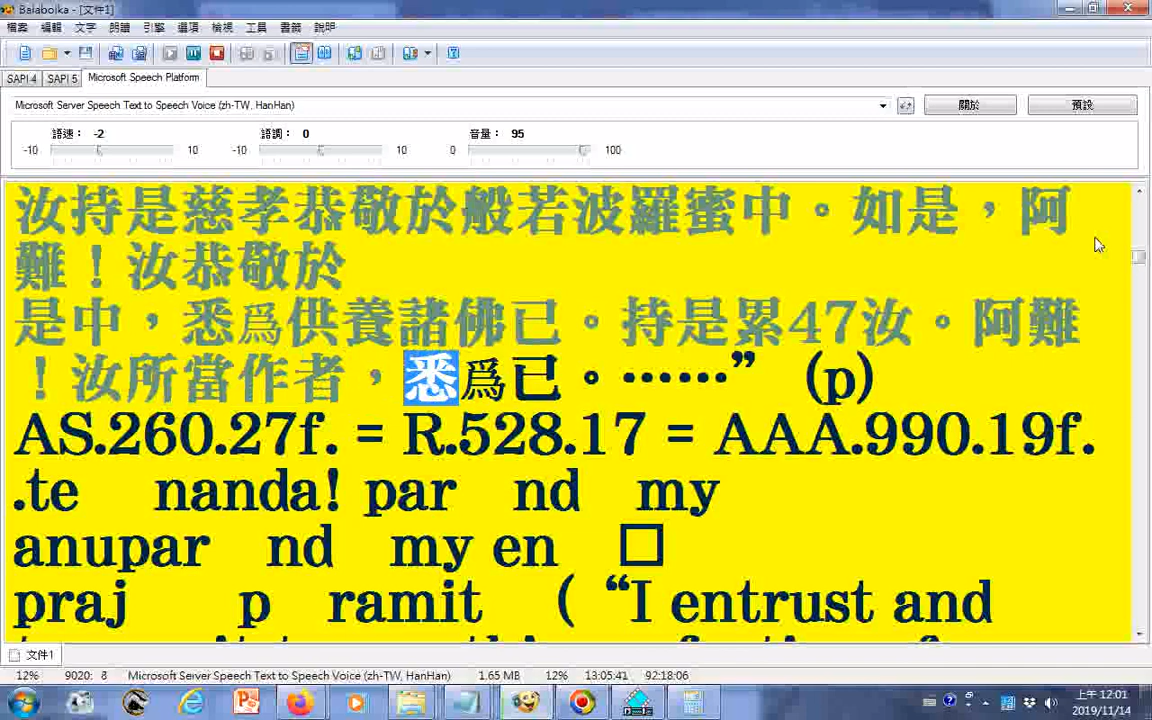 Balabolka - [文件1]
檔案 編輯 文字 朗讀 引擎 選項 檢視 工具 書籤 說明
SAPI 4 SAPI 5 Microsoft Speech Platform
Microsoft Server Speech Text to Speech Voice (zh-TW, HanHan) 關於 預設
語速： -2 語調： 0 音量： 95
-10 10 -10 10 0 100
汝持是慈孝恭敬於般若波羅蜜中。如是，阿
難！汝恭敬於
是中，悉爲供養諸佛已。持是累47汝。阿難
！汝所當作者，悉爲已。……” (p)
AS.260.27f. = R.528.17 = AAA.990.19f.
.te nanda! par nd my
anupar nd my en □
praj p ramit ( “I entrust and
文件1
12% 9020: 8 Microsoft Server Speech Text to Speech Voice (zh-TW, HanHan) 1.65 MB 12% 13:05:41 92:18:06
上午 12:01
2019/11/14